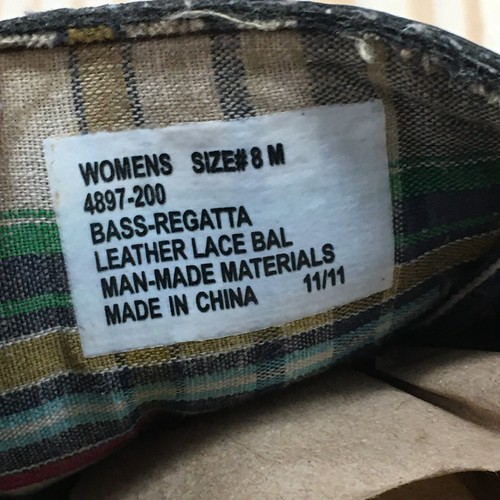 WOMENS SIZE# 8 M
4897-200
BASS-REGATTA
LEATHER LACE BAL
MAN-MADE MATERIALS
MADE IN CHINA 11/11